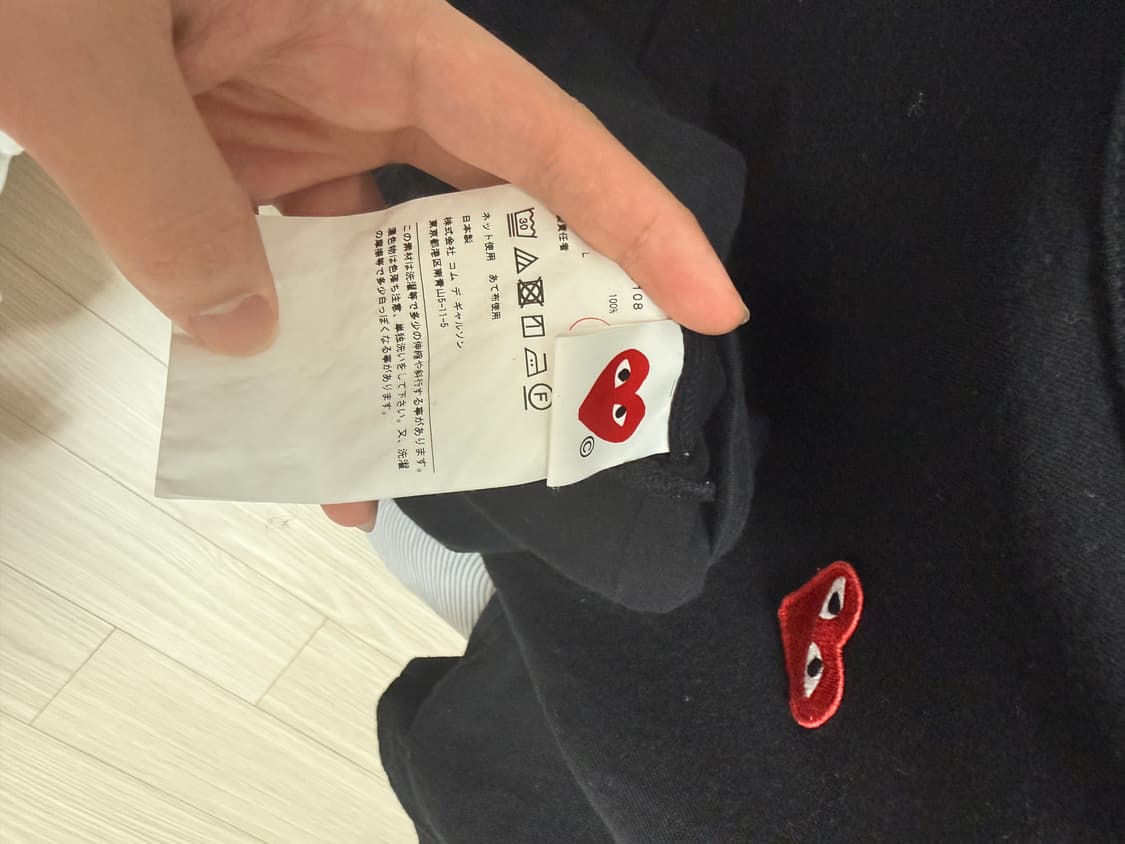 108
100%
L
責任者
30 F
ネット使用 あて布使用
日本製
株式会社 コム デ ギャルソン
東京都港区南青山5-11-5
この素材は洗濯等で多少の伸縮や斜行する事があります。
濃色物は色落ち注意、単独洗いをして下さい。又、洗濯
の摩擦等で多少白っぽくなる事があります。
©